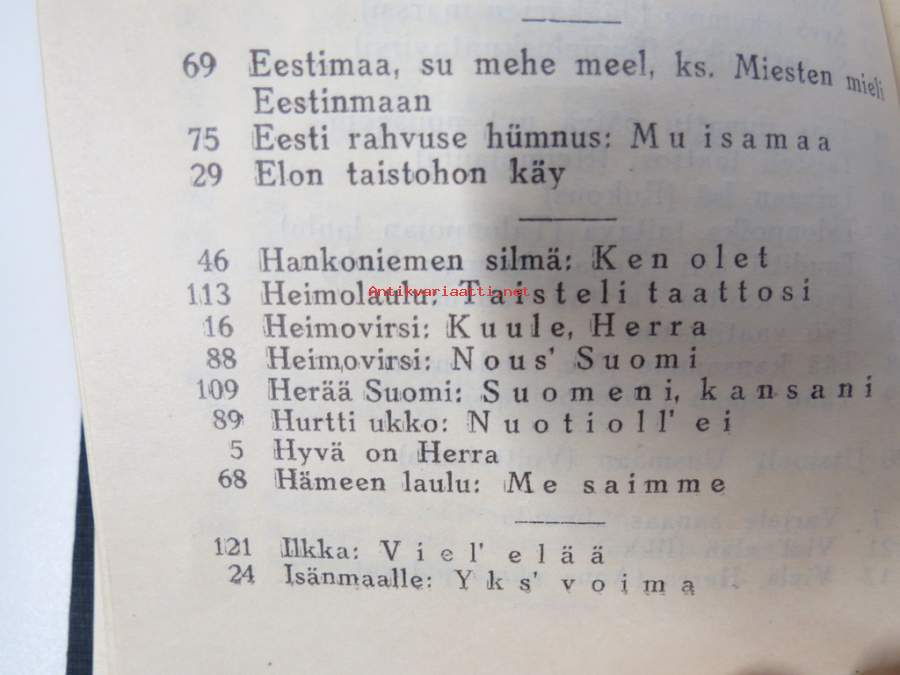 69 Eestimaa, su mehe meel, ks. Miesten mieli
Eestinmaan
75 Eesti rahvuse hümnus: Mu isamaa
29 Elon taistohon käy
46 Hankoniemen silmä: Ken olet
113 Heimolaulu: Taisteli taattosi
Antikvariaatti.net
16 Heimovirsi: Kuule, Herra
88 Heimovirsi: Nous' Suomi
109 Herää Suomi: Suomeni, kansani
89 Hurtti ukko: Nuotioll' ei
5 Hyvä on Herra
68 Hämeen laulu: Me saimme
121 Ilkka: Viel' elää
24 Isänmaalle: Yks' voima